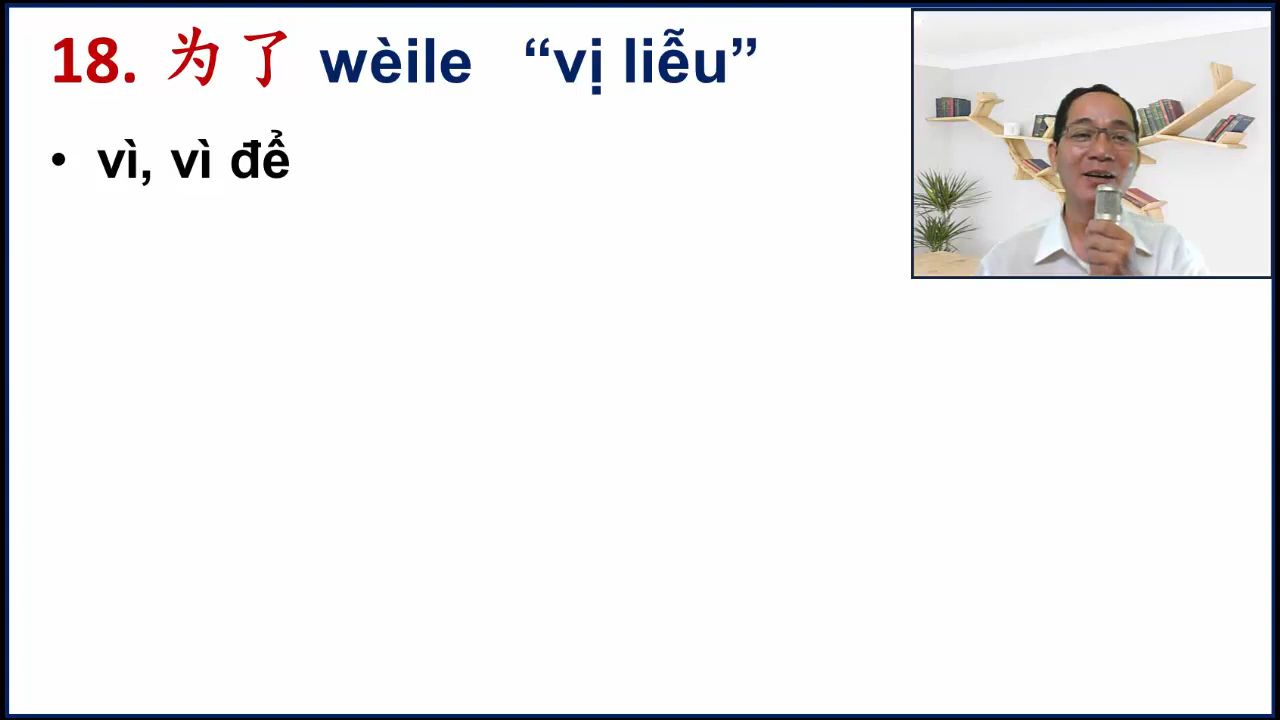 18. 为了 wèile “vị liễu”
• vì, vì để